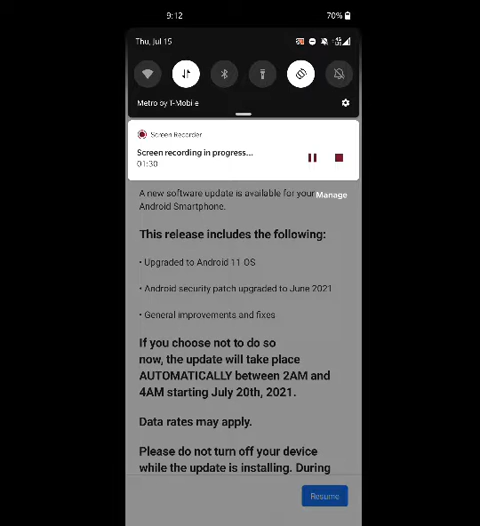 9:12
70%
Thu, Jul 15
Metro by T-Mobile
Screen Recorder
Screen recording in progress...
01:30
Manage
A new software update is available for your
Android Smartphone.
This release includes the following:
• Upgraded to Android 11 OS
• Android security patch upgraded to June 2021
• General improvements and fixes
If you choose not to do so
now, the update will take place
AUTOMATICALLY between 2AM and
4AM starting July 20th, 2021.
Data rates may apply.
Please do not turn off your device
while the update is installing. During
Resume